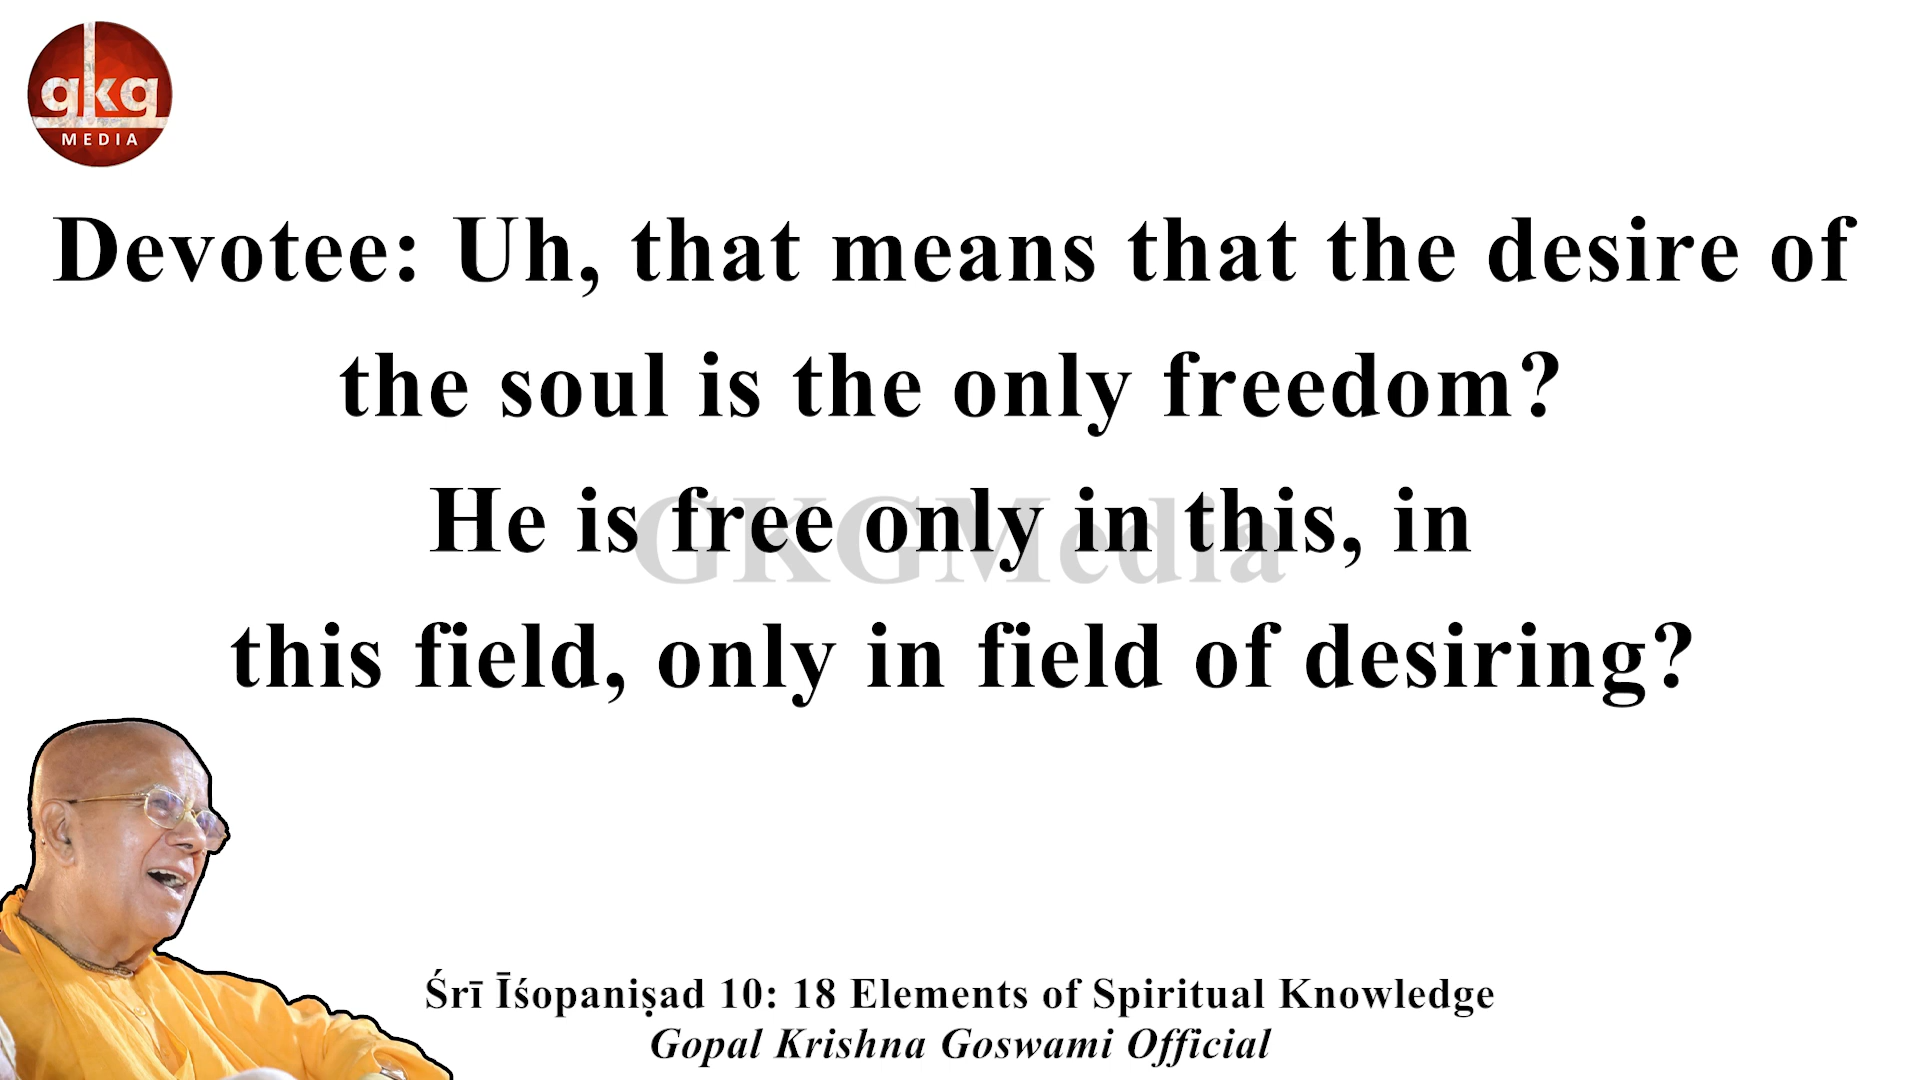 gkg
MEDIA
Devotee: Uh, that means that the desire of
the soul is the only freedom?
He is free only in this, in
this field, only in field of desiring?
GKGMedia
Śrī Īśopaniṣad 10: 18 Elements of Spiritual Knowledge
Gopal Krishna Goswami Official